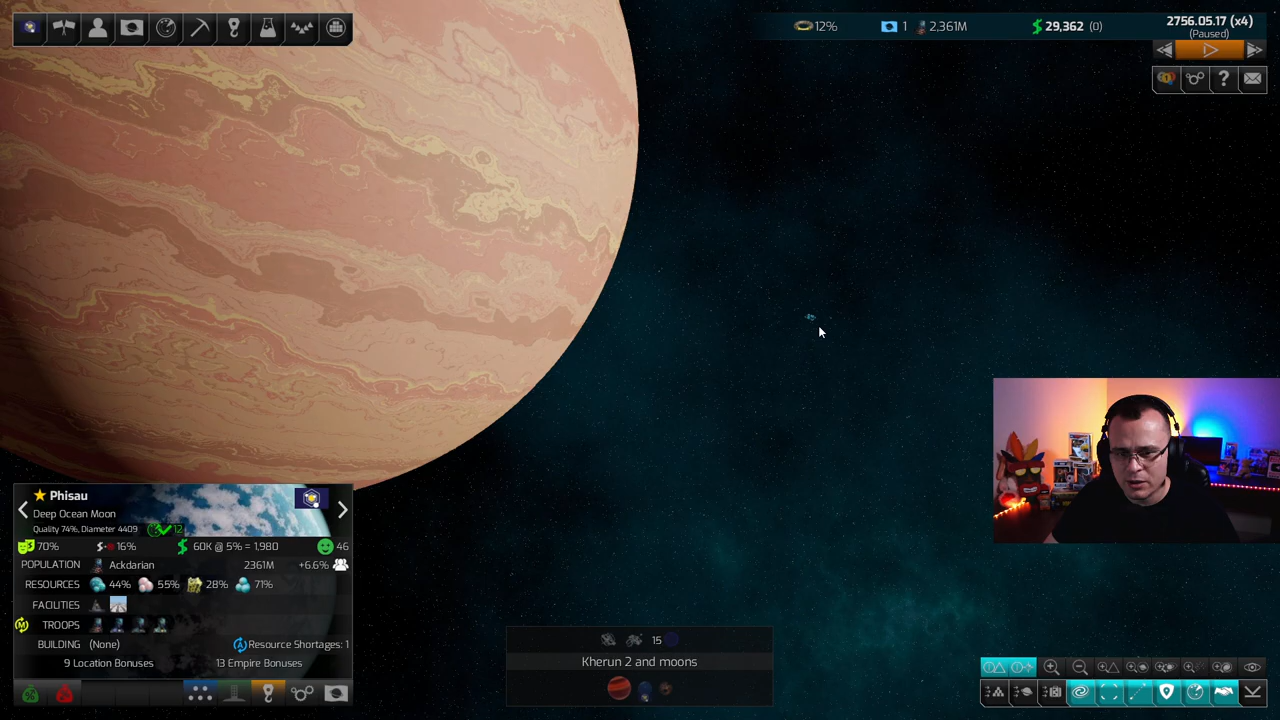 12%
1
2,361M
29,362 (0)
2756.05.17 (x4)
(Paused)
?
Phisau
Deep Ocean Moon
Quality 74%, Diameter 4409
12
70%
16%
60K @ 5% = 1,980
46
POPULATION Ackdarian 2361M +6.6%
RESOURCES 44% 55% 28% 71%
FACILITIES
M TROOPS
BUILDING (None) Resource Shortages: 1
9 Location Bonuses 13 Empire Bonuses
15
Kherun 2 and moons